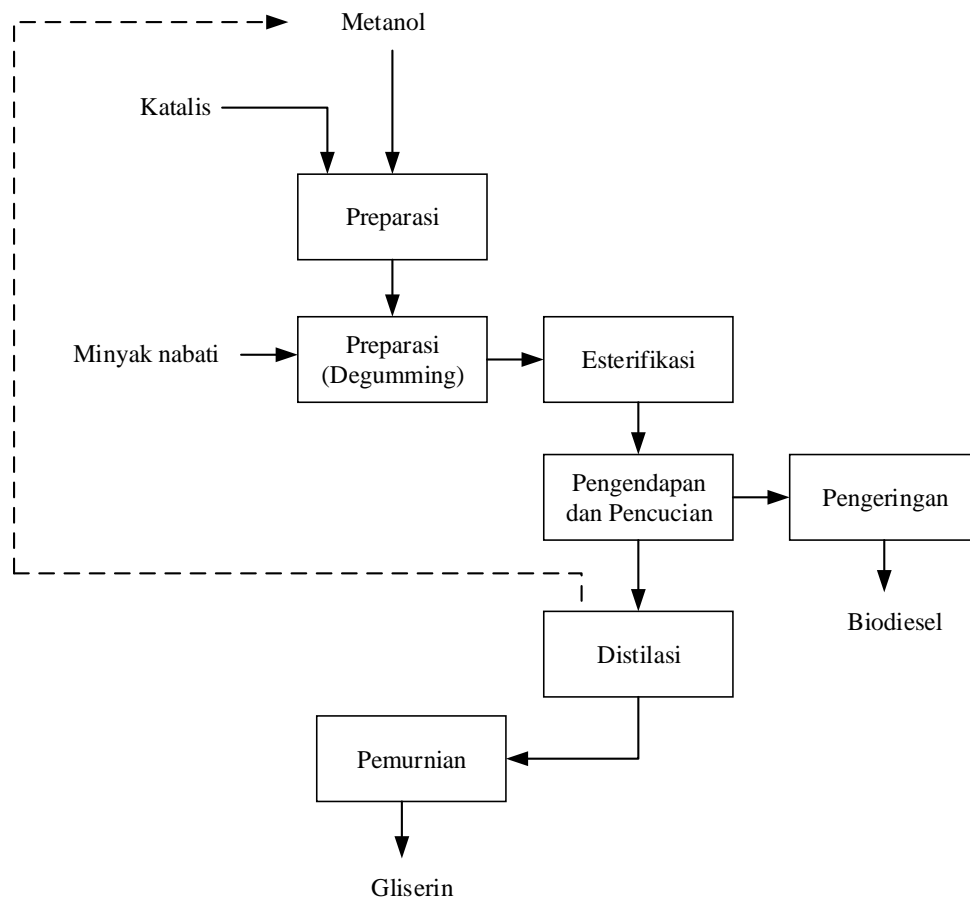 Metanol
Katalis
Preparasi
Minyak nabati
Preparasi
(Degumming)
Esterifikasi
Pengendapan
dan Pencucian
Pengeringan
Biodiesel
Distilasi
Pemurnian
Gliserin